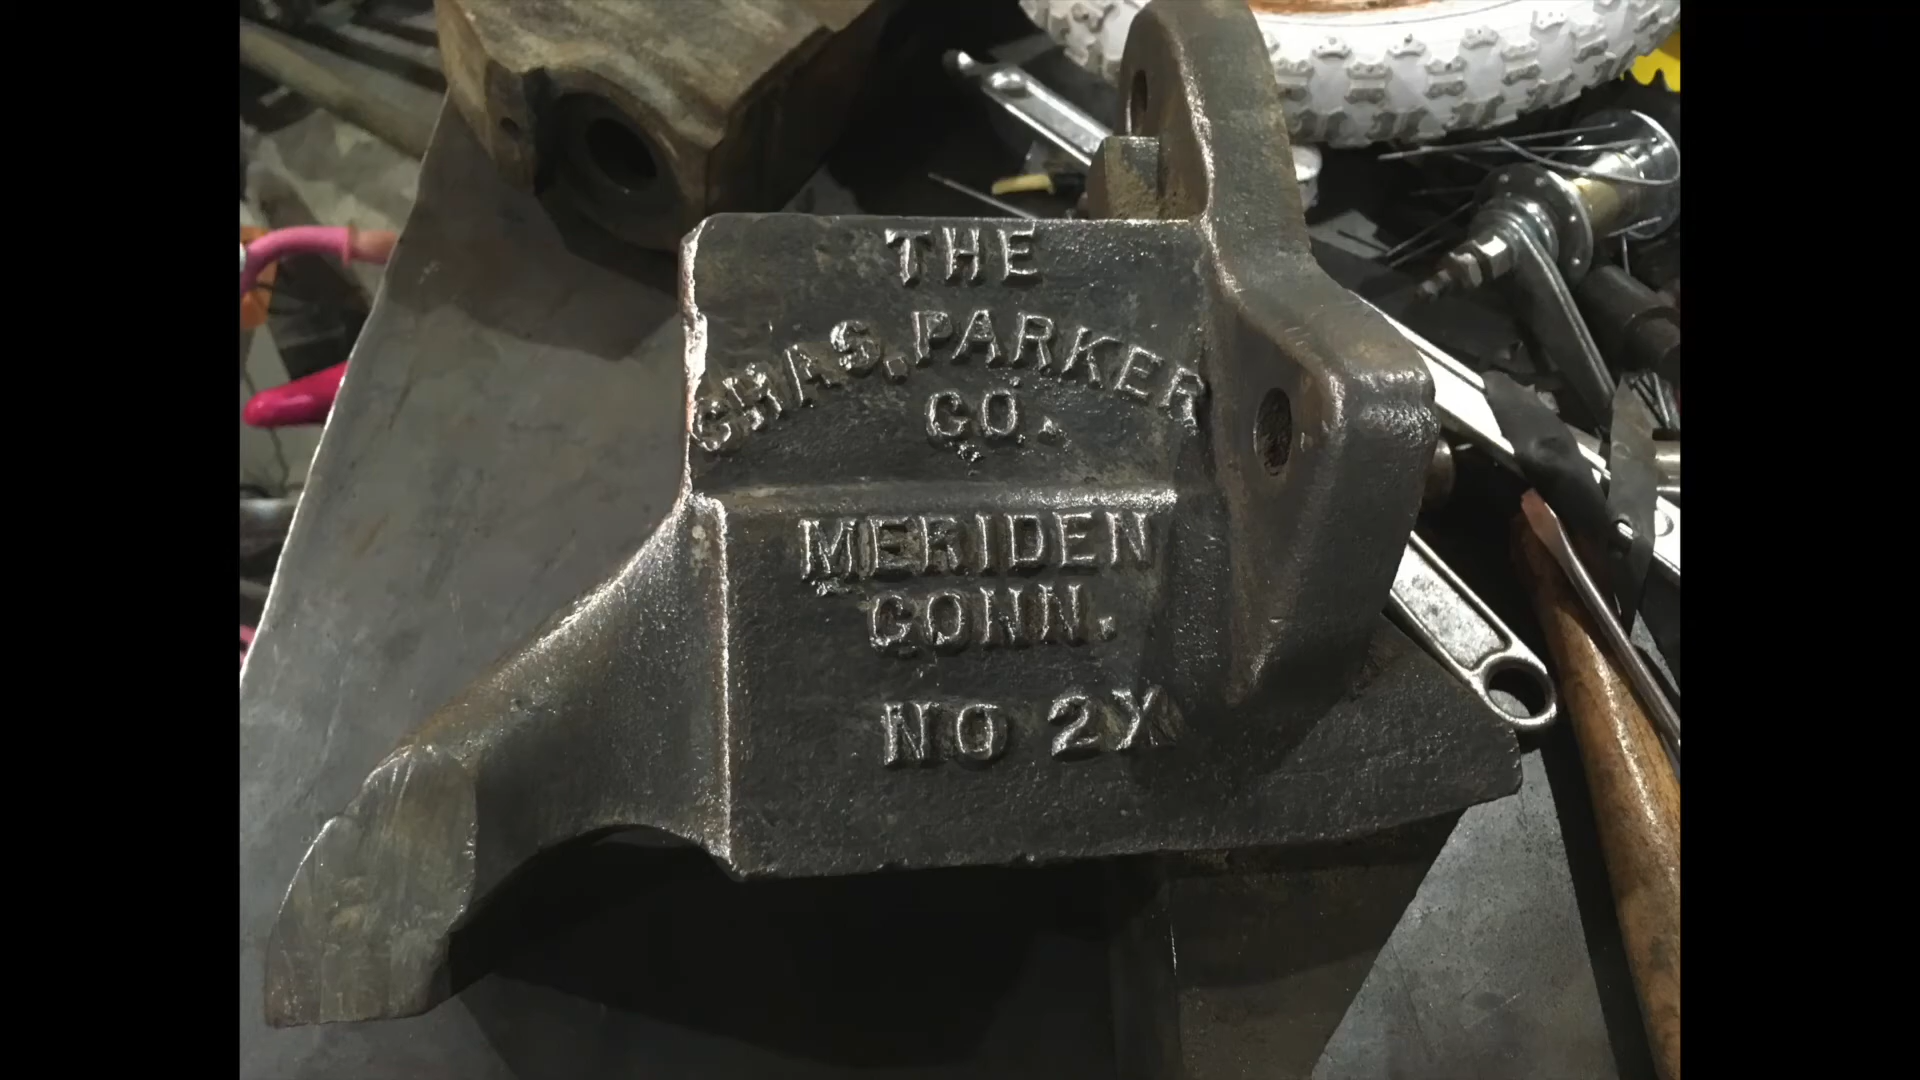 THE
CHAS. PARKER
CO.
MERIDEN
CONN.
NO 2X